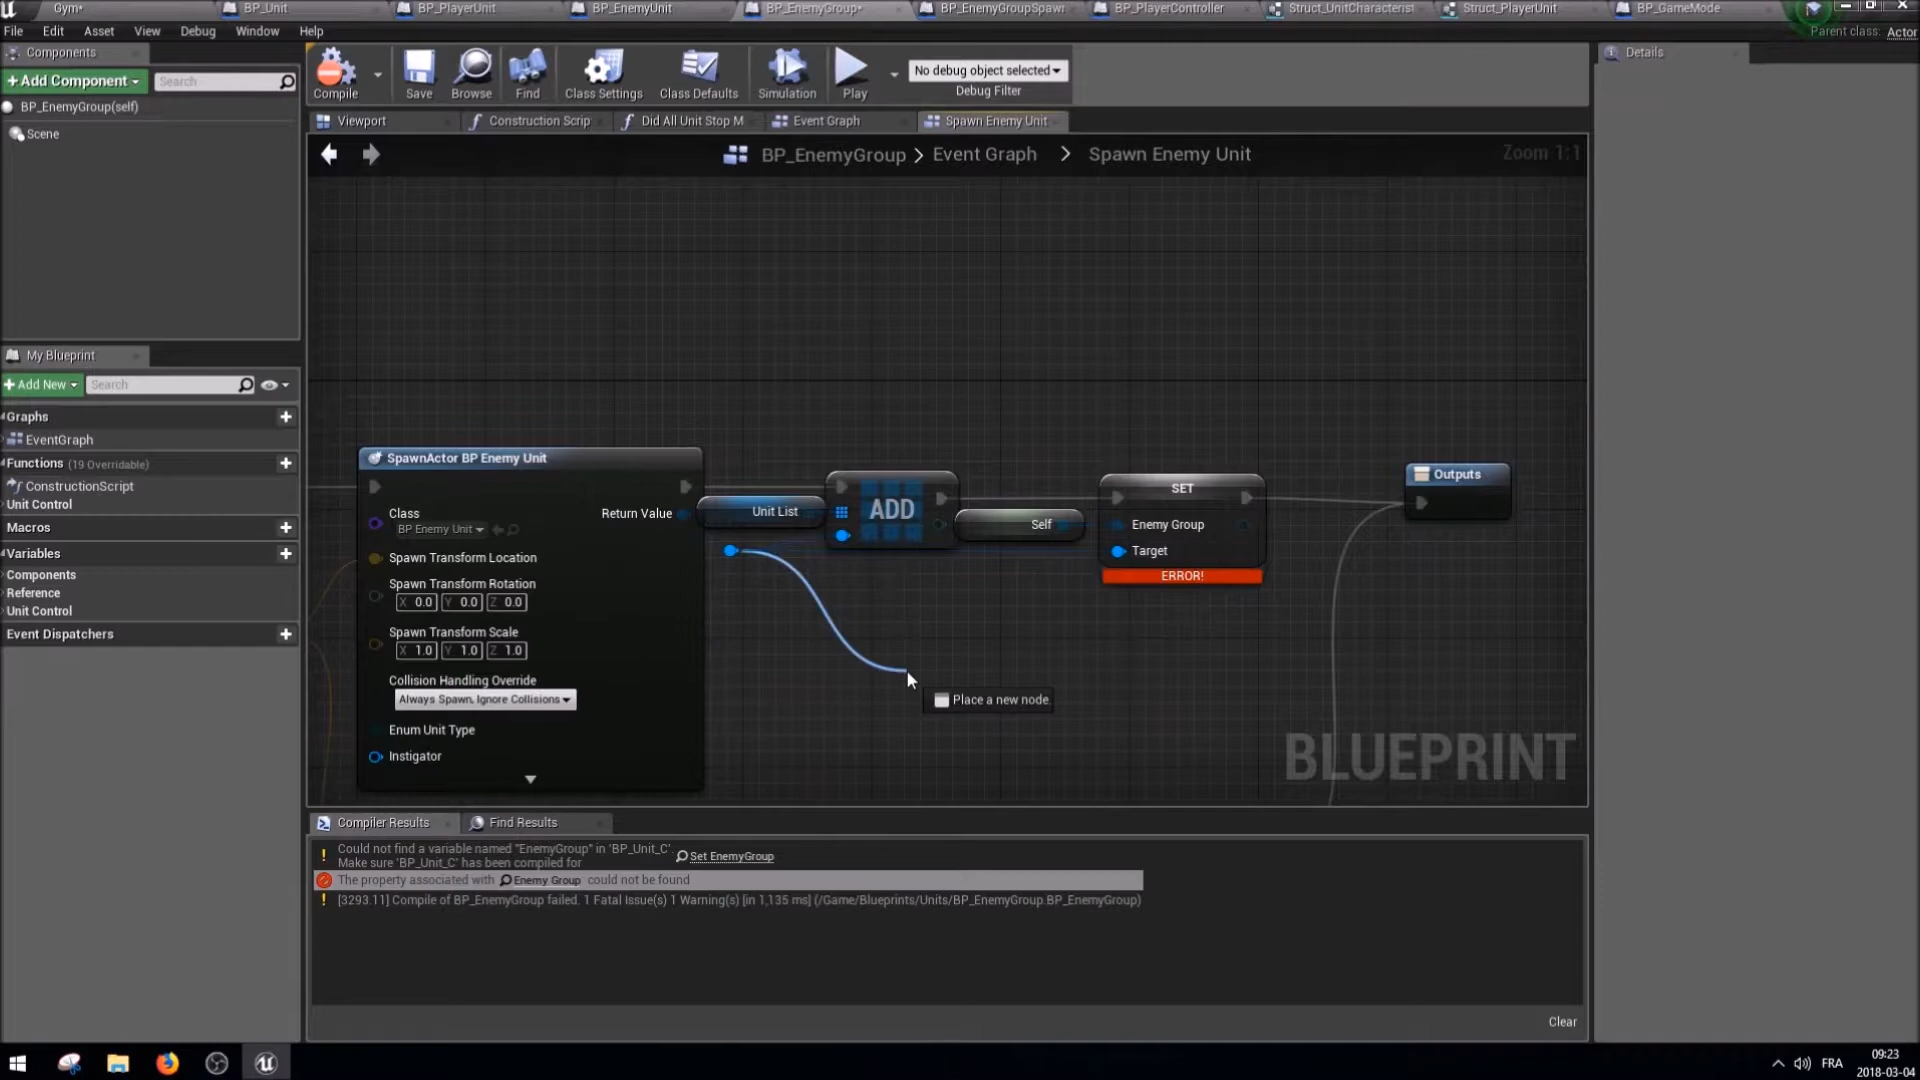 Gym*
BP_Unit
BP_PlayerUnit
BP_EnemyUnit
BP_EnemyGroup*
BP_EnemyGroupSpawn
BP_PlayerController
Struct_UnitCharacterist
Struct_PlayerUnit
BP_GameMode
File
Edit
Asset
View
Debug
Window
Help
Parent class: Actor
Components
Details
+Add Component
Search
Compile
Save
Browse
Find
Class Settings
Class Defaults
Simulation
Play
No debug object selected
Debug Filter
BP_EnemyGroup(self)
Scene
Viewport
Construction Scrip
Did All Unit Stop M
Event Graph
Spawn Enemy Unit
BP_EnemyGroup > Event Graph > Spawn Enemy Unit
Zoom 1:1
My Blueprint
+Add New
Search
Graphs
EventGraph
Functions (19 Overridable)
ConstructionScript
Unit Control
Macros
Variables
Components
Reference
Unit Control
Event Dispatchers
SpawnActor BP Enemy Unit
Class
BP Enemy Unit
Return Value
Spawn Transform Location
Spawn Transform Rotation
X 0.0 Y 0.0 Z 0.0
Spawn Transform Scale
X 1.0 Y 1.0 Z 1.0
Collision Handling Override
Always Spawn, Ignore Collisions
Enum Unit Type
Instigator
Unit List
ADD
Self
SET
Enemy Group
Target
ERROR!
Outputs
Place a new node.
BLUEPRINT
Compiler Results
Find Results
Could not find a variable named "EnemyGroup" in 'BP_Unit_C'.
Make sure 'BP_Unit_C' has been compiled for
Set EnemyGroup
The property associated with Enemy Group could not be found
[3293.11] Compile of BP_EnemyGroup failed. 1 Fatal Issue(s) 1 Warning(s) [in 1,135 ms] (/Game/Blueprints/Units/BP_EnemyGroup.BP_EnemyGroup)
Clear
FRA
09:23
2018-03-04